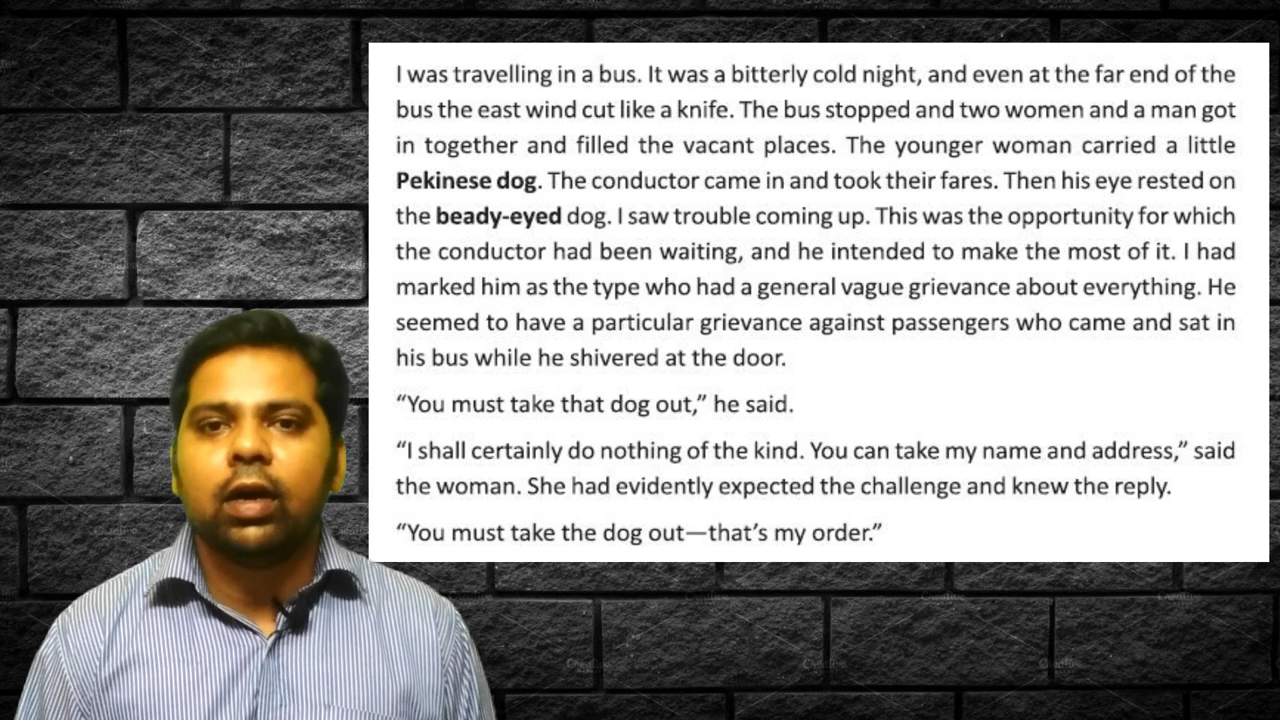 I was travelling in a bus. It was a bitterly cold night, and even at the far end of the
bus the east wind cut like a knife. The bus stopped and two women and a man got
in together and filled the vacant places. The younger woman carried a little
Pekinese dog. The conductor came in and took their fares. Then his eye rested on
the beady-eyed dog. I saw trouble coming up. This was the opportunity for which
the conductor had been waiting, and he intended to make the most of it. I had
marked him as the type who had a general vague grievance about everything. He
seemed to have a particular grievance against passengers who came and sat in
his bus while he shivered at the door.
“You must take that dog out,” he said.
“I shall certainly do nothing of the kind. You can take my name and address,” said
the woman. She had evidently expected the challenge and knew the reply.
“You must take the dog out—that’s my order.”